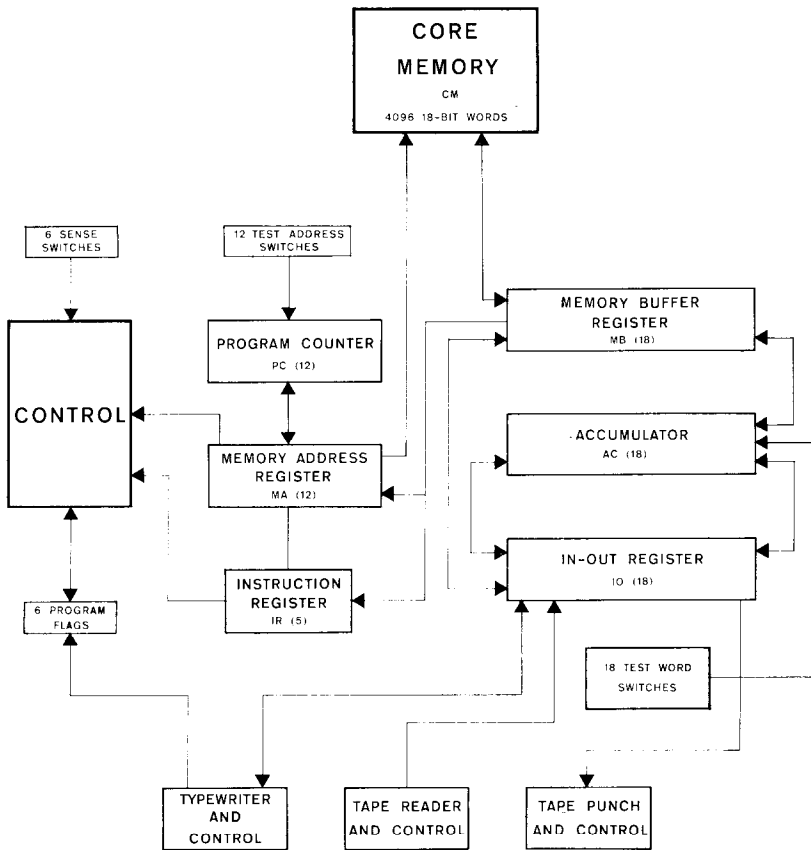 CORE
MEMORY
CM
4096 18-BIT WORDS
6 SENSE
SWITCHES
12 TEST ADDRESS
SWITCHES
MEMORY BUFFER
REGISTER
MB (18)
PROGRAM COUNTER
PC (12)
CONTROL
ACCUMULATOR
AC (18)
MEMORY ADDRESS
REGISTER
MA (12)
IN-OUT REGISTER
IO (18)
INSTRUCTION
REGISTER
IR (5)
6 PROGRAM
FLAGS
18 TEST WORD
SWITCHES
TYPEWRITER
AND
CONTROL
TAPE READER
AND CONTROL
TAPE PUNCH
AND CONTROL